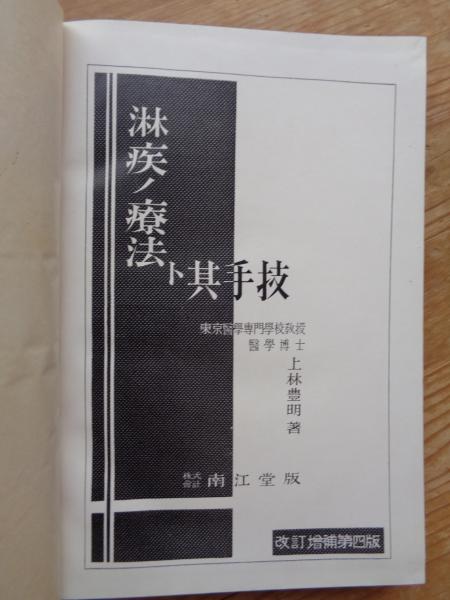 淋疾ノ療法
ト其手技
東京醫學專門學校敎授
醫學博士
上林豊明著
株式會社 南江堂版
改訂増補第四版